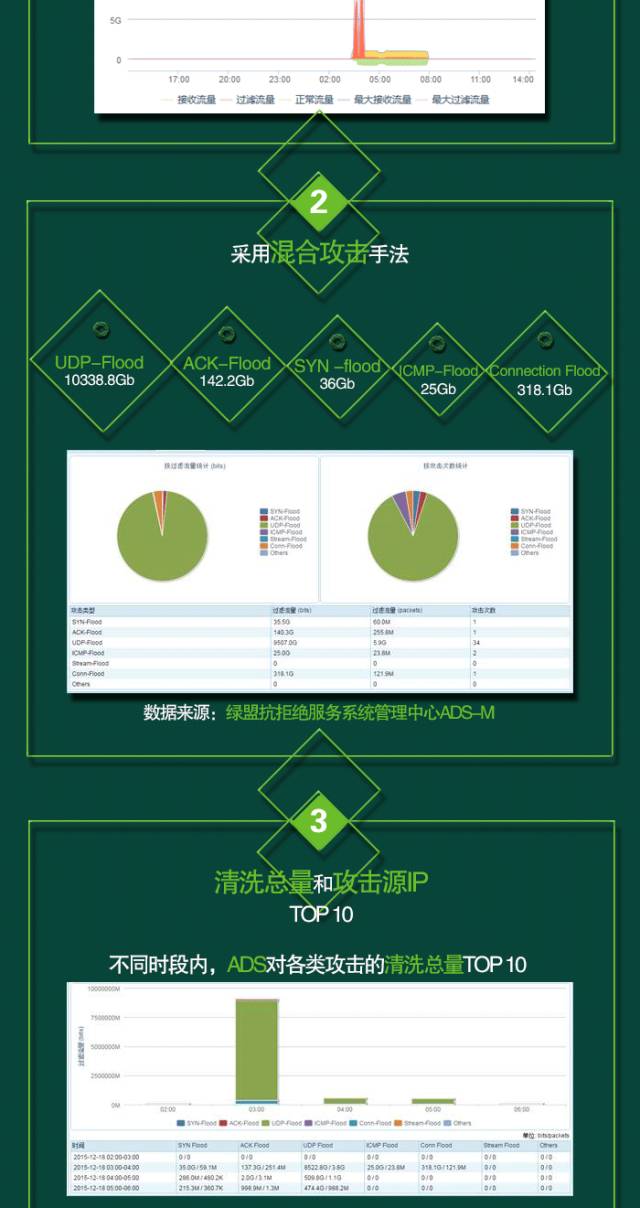 5G
0
17:00 20:00 23:00 02:00 05:00 08:00 11:00 14:00
接收流量 过滤流量 正常流量 最大接收流量 最大过滤流量
2
采用混合攻击手法
UDP-Flood
10338.8Gb
ACK-Flood
142.2Gb
SYN -flood
36Gb
ICMP-Flood
25Gb
Connection Flood
318.1Gb
按过滤流量统计 (bits)
SYN-Flood
ACK-Flood
UDP-Flood
ICMP-Flood
Stream-Flood
Conn-Flood
Others
按攻击次数统计
SYN-Flood
ACK-Flood
UDP-Flood
ICMP-Flood
Stream-Flood
Conn-Flood
Others
攻击类型 过滤流量 (bits) 过滤流量 (packets) 攻击次数
SYN-Flood 35.5G 60.0M 1
ACK-Flood 140.3G 255.8M 1
UDP-Flood 9507.0G 5.9G 34
ICMP-Flood 25.0G 23.8M 2
Stream-Flood 0 0 0
Conn-Flood 318.1G 121.9M 1
Others 0 0 0
数据来源：绿盟抗拒绝服务系统管理中心ADS-M
3
清洗总量和攻击源IP
TOP 10
不同时段内，ADS对各类攻击的清洗总量TOP 10
过滤流量 (bits)
10000000M
7500000M
5000000M
2500000M
0M
02:00 03:00 04:00 05:00 06:00
SYN-Flood ACK-Flood UDP-Flood ICMP-Flood Conn-Flood Stream-Flood Others
单位: bits/packets
时间 SYN Flood ACK Flood UDP Flood ICMP Flood Conn Flood Stream Flood Others
2015-12-18 02:00-03:00 0 / 0 0 / 0 0 / 0 0 / 0 0 / 0 0 / 0 0 / 0
2015-12-18 03:00-04:00 35.0G / 59.1M 137.3G / 251.4M 8522.8G / 3.8G 25.0G / 23.8M 318.1G / 121.9M 0 / 0 0 / 0
2015-12-18 04:00-05:00 286.0M / 480.2K 2.0G / 3.1M 509.8G / 1.1G 0 / 0 0 / 0 0 / 0 0 / 0
2015-12-18 05:00-06:00 215.3M / 360.7K 998.9M / 1.3M 474.4G / 988.2M 0 / 0 0 / 0 0 / 0 0 / 0